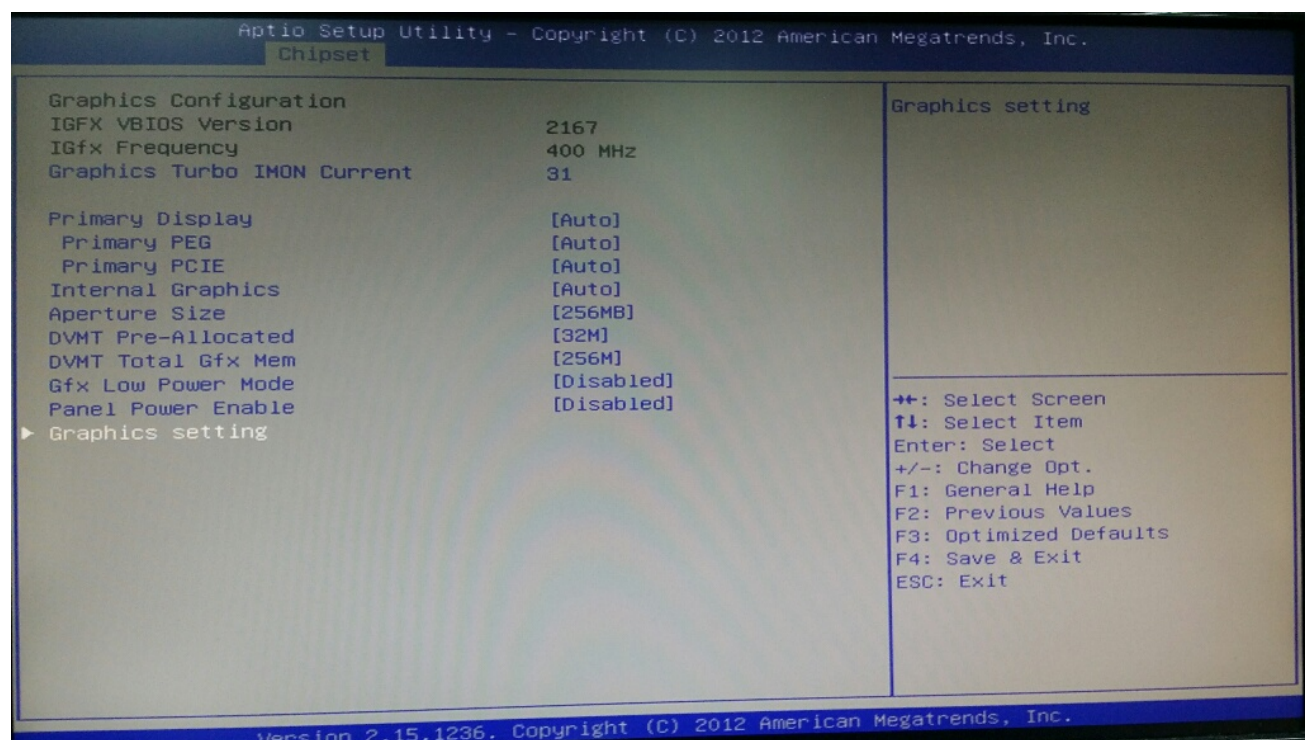 Aptio Setup Utility - Copyright (C) 2012 American Megatrends, Inc.
Chipset
Graphics Configuration
IGFX VBIOS Version 2167
IGfx Frequency 400 MHz
Graphics Turbo IMON Current 31
Primary Display [Auto]
Primary PEG [Auto]
Primary PCIE [Auto]
Internal Graphics [Auto]
Aperture Size [256MB]
DVMT Pre-Allocated [32M]
DVMT Total Gfx Mem [256M]
Gfx Low Power Mode [Disabled]
Panel Power Enable [Disabled]
► Graphics setting
Graphics setting
→←: Select Screen
↑↓: Select Item
Enter: Select
+/-: Change Opt.
F1: General Help
F2: Previous Values
F3: Optimized Defaults
F4: Save & Exit
ESC: Exit
Version 2.15.1236. Copyright (C) 2012 American Megatrends, Inc.